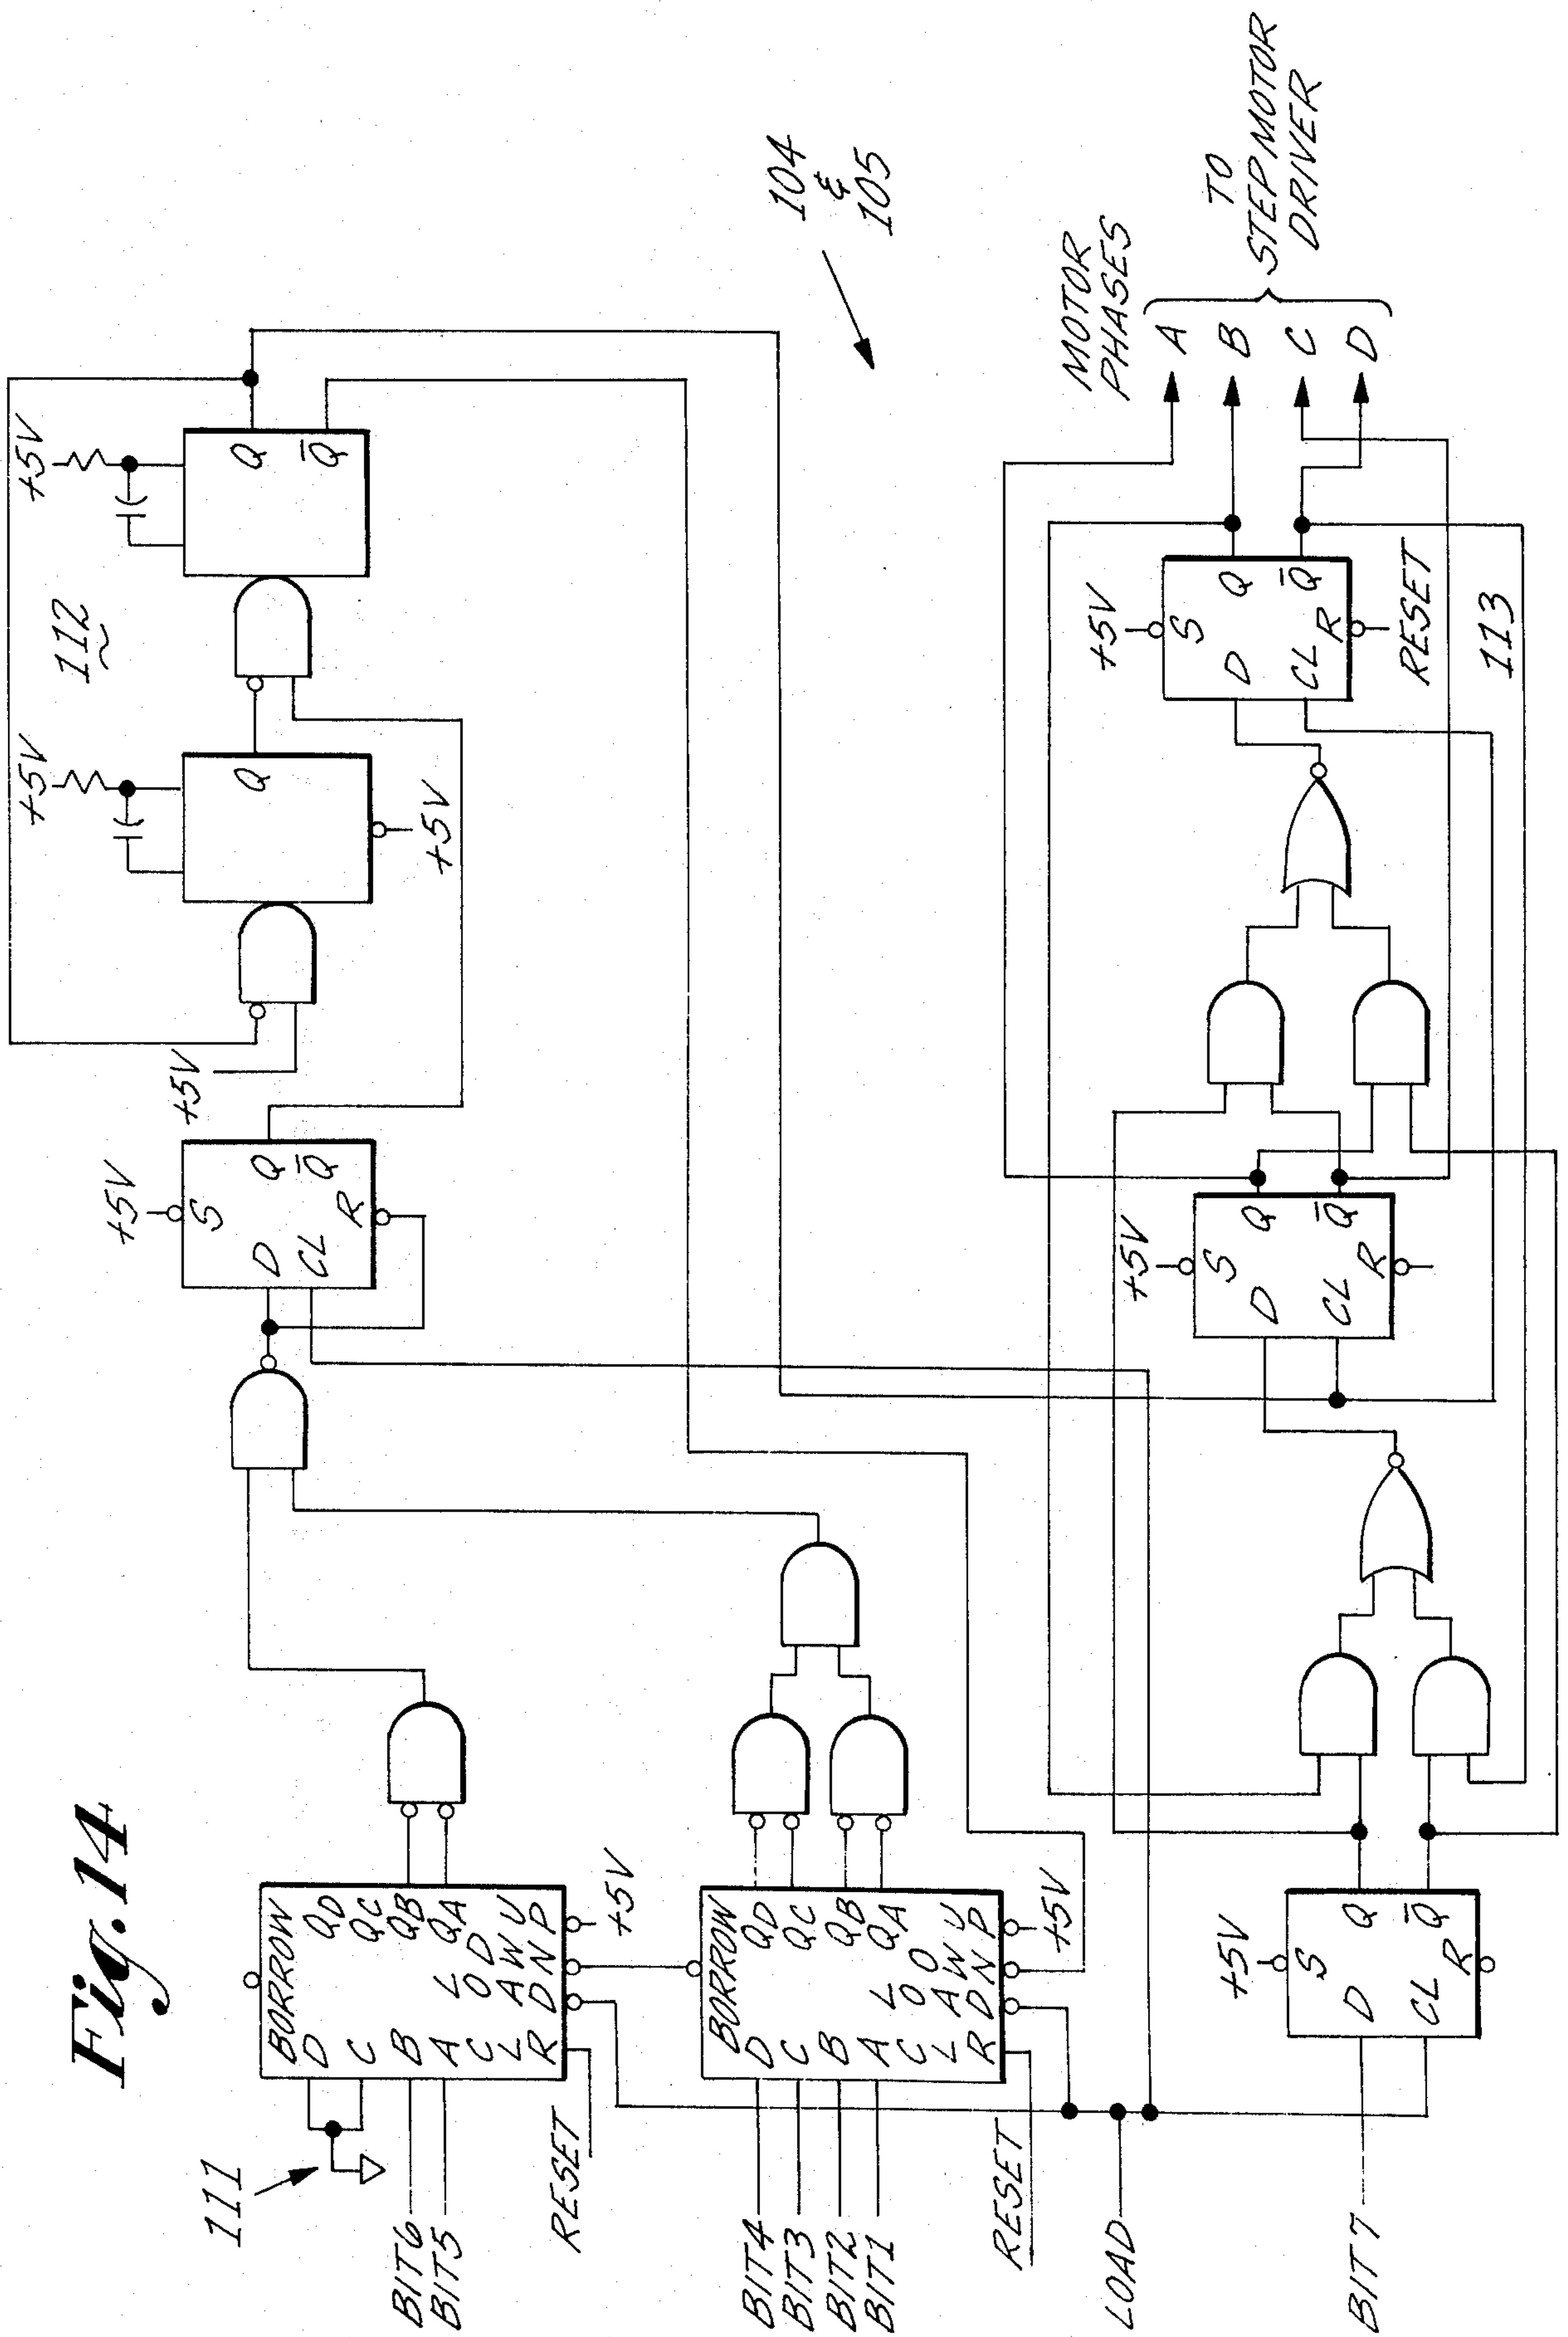 Fig. 14
111
BIT6
BIT5
RESET
BORROW
D
C
B
A
CLR
LOAD
DOWN
UP
QD
QC
QB
QA
+5V
BIT4
BIT3
BIT2
BIT1
RESET
BORROW
D
C
B
A
CLR
LOAD
DOWN
UP
QD
QC
QB
QA
+5V
LOAD
BIT7
+5V
S
D
Q
CL
Q̅
R
+5V
S
D
Q
CL
Q̅
R
+5V
112
+5V
Q
+5V
+5V
Q
Q̅
+5V
S
D
Q
CL
Q̅
R
+5V
S
D
Q
CL
Q̅
R
RESET
113
104
&
105
MOTOR
PHASES
A
B
C
D
TO
STEP MOTOR
DRIVER